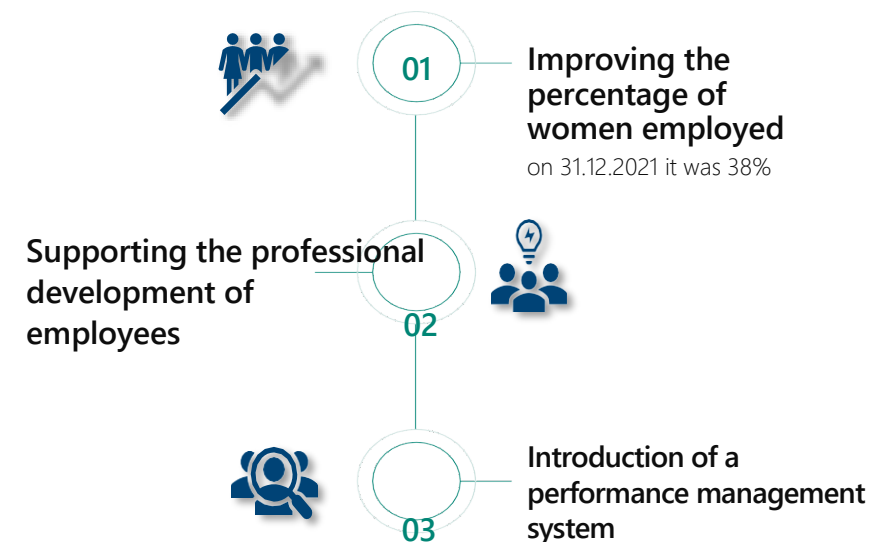 01
Improving the
percentage of
women employed
on 31.12.2021 it was 38%
Supporting the professional
development of
employees
02
Introduction of a
performance management
system
03